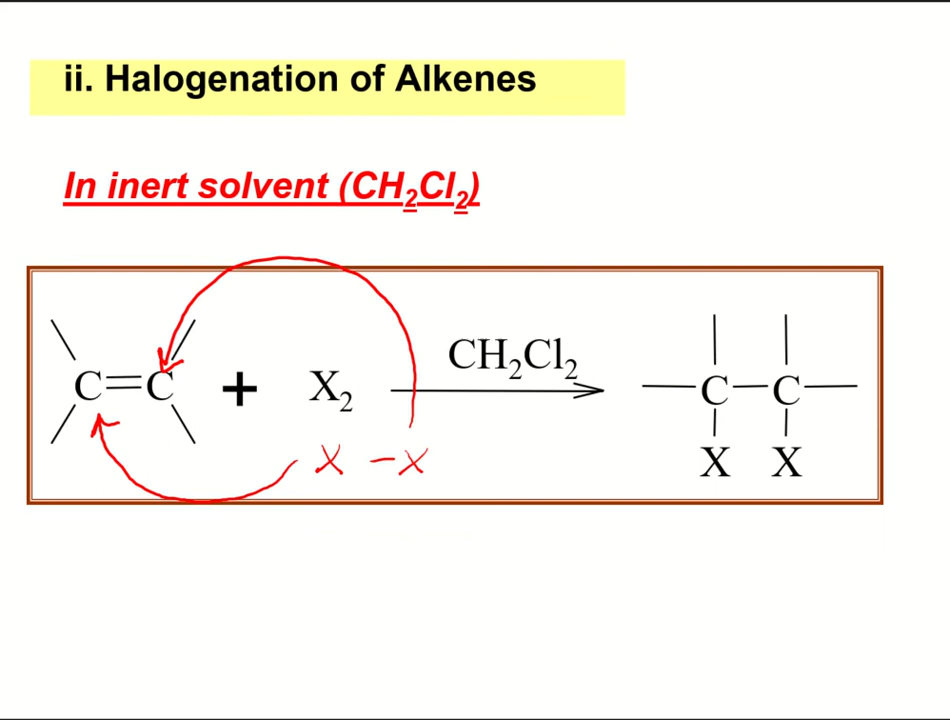 ii. Halogenation of Alkenes
In inert solvent (CH₂Cl₂)
CH₂Cl₂
C=C + X₂ C–C
X –X X X